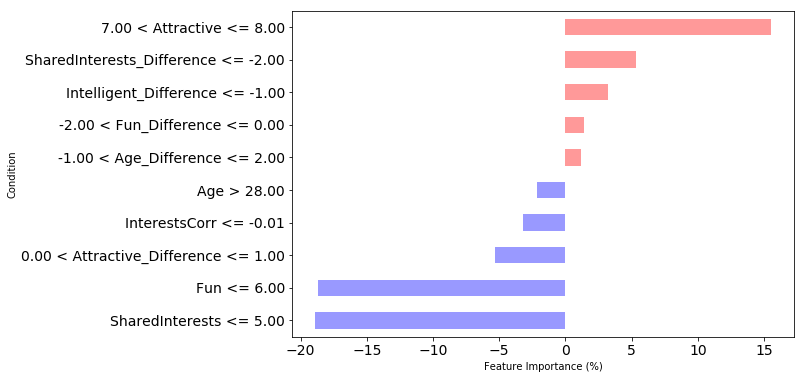 7.00 < Attractive <= 8.00
SharedInterests_Difference <= -2.00
Intelligent_Difference <= -1.00
-2.00 < Fun_Difference <= 0.00
-1.00 < Age_Difference <= 2.00
Age > 28.00
InterestsCorr <= -0.01
0.00 < Attractive_Difference <= 1.00
Fun <= 6.00
SharedInterests <= 5.00
Condition
−20 −15 −10 −5 0 5 10 15
Feature Importance (%)